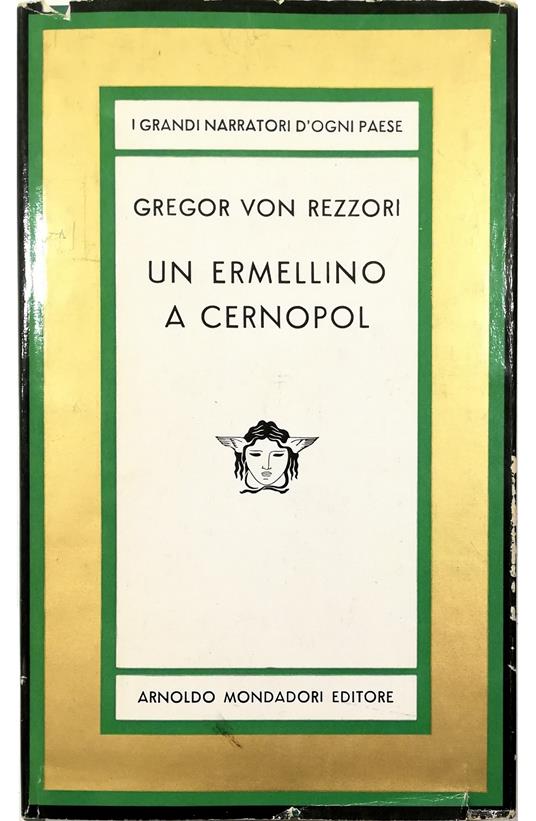 I GRANDI NARRATORI D'OGNI PAESE
GREGOR VON REZZORI
UN ERMELLINO
A CERNOPOL
ARNOLDO MONDADORI EDITORE